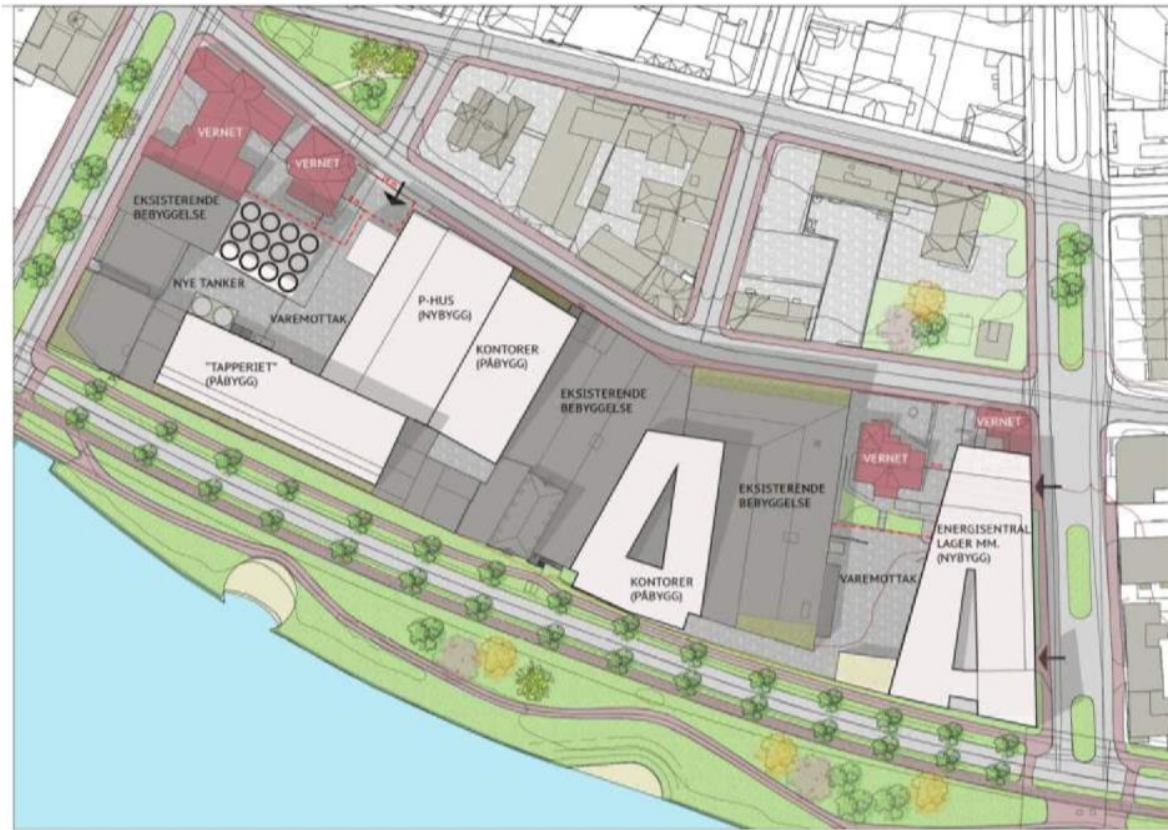 VERNET
VERNET
EKSISTERENDE
BEBYGGELSE
NYE TANKER
VAREMOTTAK
P-HUS
(NYBYGG)
KONTORER
(PÅBYGG)
"TAPPERIET"
(PÅBYGG)
EKSISTERENDE
BEBYGGELSE
VERNET
VERNET
EKSISTERENDE
BEBYGGELSE
ENERGISENTRAL
LAGER MM.
(NYBYGG)
VAREMOTTAK
KONTORER
(PÅBYGG)